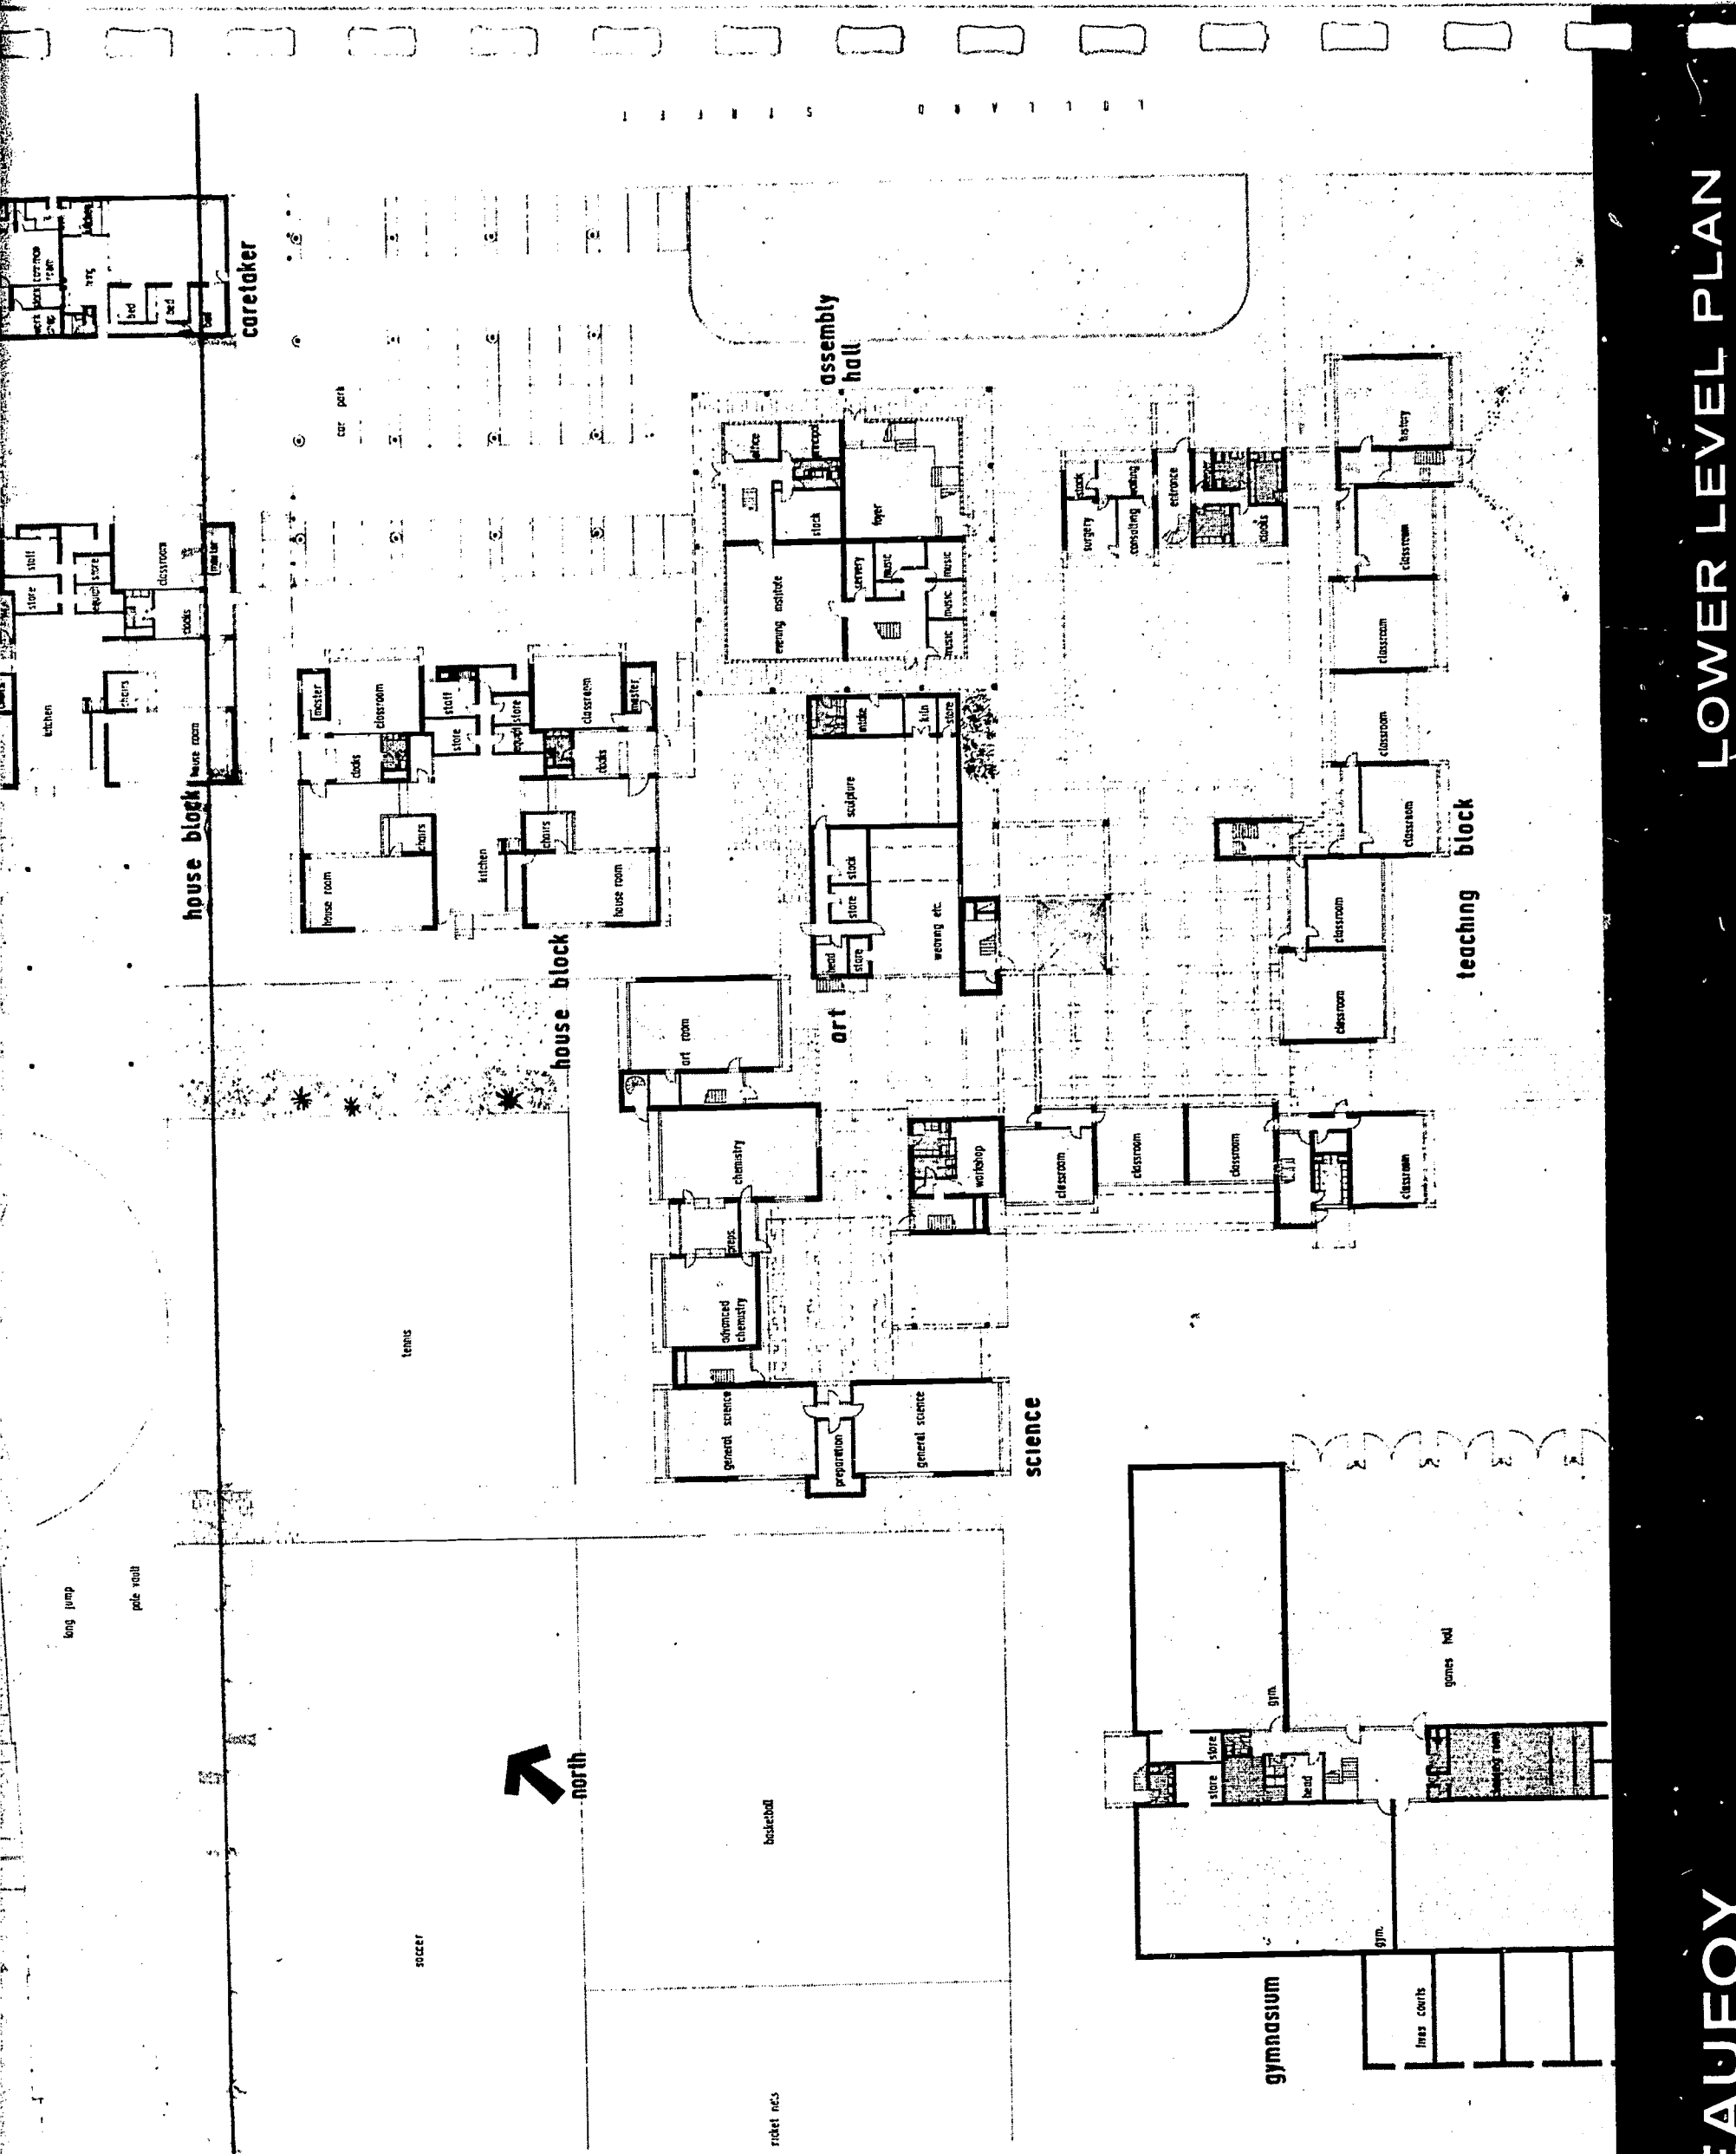 LOWER LEVEL PLAN
LOLLARD STREET
caretaker
bed
bed
car park
assembly
hall
office
principal
stock
foyer
evening institute
servery
music
music
music
music
surgery
stock
waiting
consulting
entrance
cloaks
history
classroom
classroom
classroom
classroom
classroom
classroom
teaching block
staff
store
store
classroom
master
cloaks
chairs
kitchen
house room
house block
master
classroom
staff
store
store
classroom
master
cloaks
cloaks
chairs
chairs
kitchen
house room
house room
house block
kiln
store
sculpture
stock
store
weaving etc.
head
store
art
art room
chemistry
preps.
advanced
chemistry
general science
preparation
general science
science
workshop
classroom
classroom
classroom
classroom
tennis
long jump
pole vault
north
soccer
basketball
gym.
games hall
store
store
head
gym.
gymnasium
fives courts